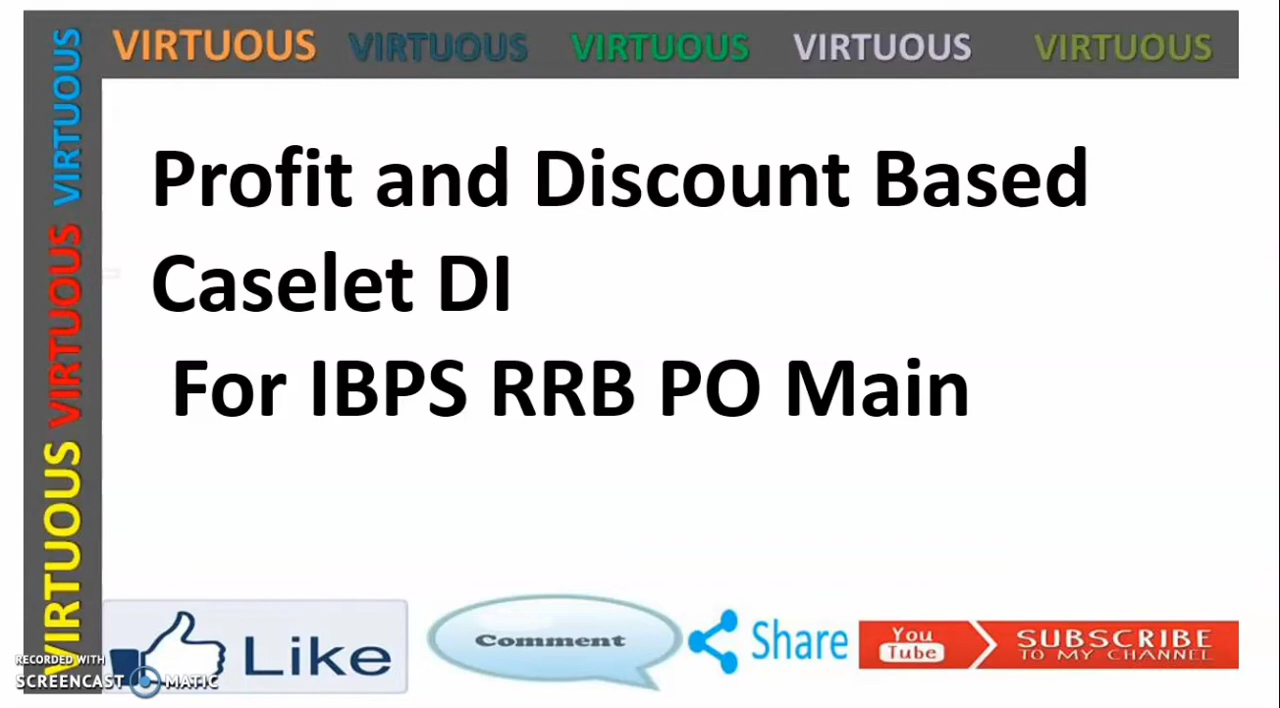 VIRTUOUS VIRTUOUS VIRTUOUS VIRTUOUS VIRTUOUS
VIRTUOUS
VIRTUOUS
VIRTUOUS
Profit and Discount Based
Caselet DI
For IBPS RRB PO Main
Like
Comment
Share
You
Tube
SUBSCRIBE
TO MY CHANNEL
RECORDED WITH
SCREENCAST MATIC